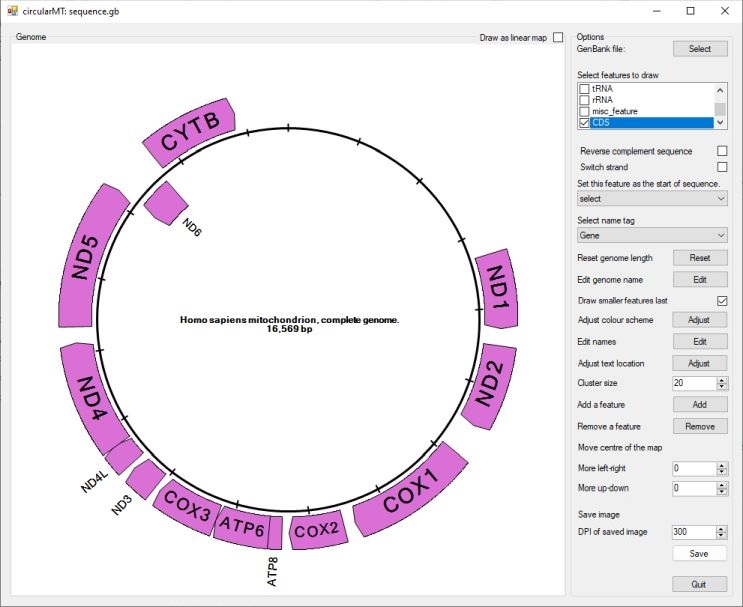 circularMT: sequence.gb
Genome
Draw as linear map
CYTB
ND6
ND5
ND1
Homo sapiens mitochondrion, complete genome.
16,569 bp
ND2
ND4
ND4L
ND3
COX3
ATP6
ATP8
COX2
COX1
Options
GenBank file:
Select
Select features to draw
tRNA
rRNA
misc_feature
CDS
Reverse complement sequence
Switch strand
Set this feature as the start of sequence.
select
Select name tag
Gene
Reset genome length
Reset
Edit genome name
Edit
Draw smaller features last
Adjust colour scheme
Adjust
Edit names
Edit
Adjust text location
Adjust
Cluster size
20
Add a feature
Add
Remove a feature
Remove
Move centre of the map
More left-right
0
More up-down
0
Save image
DPI of saved image
300
Save
Quit